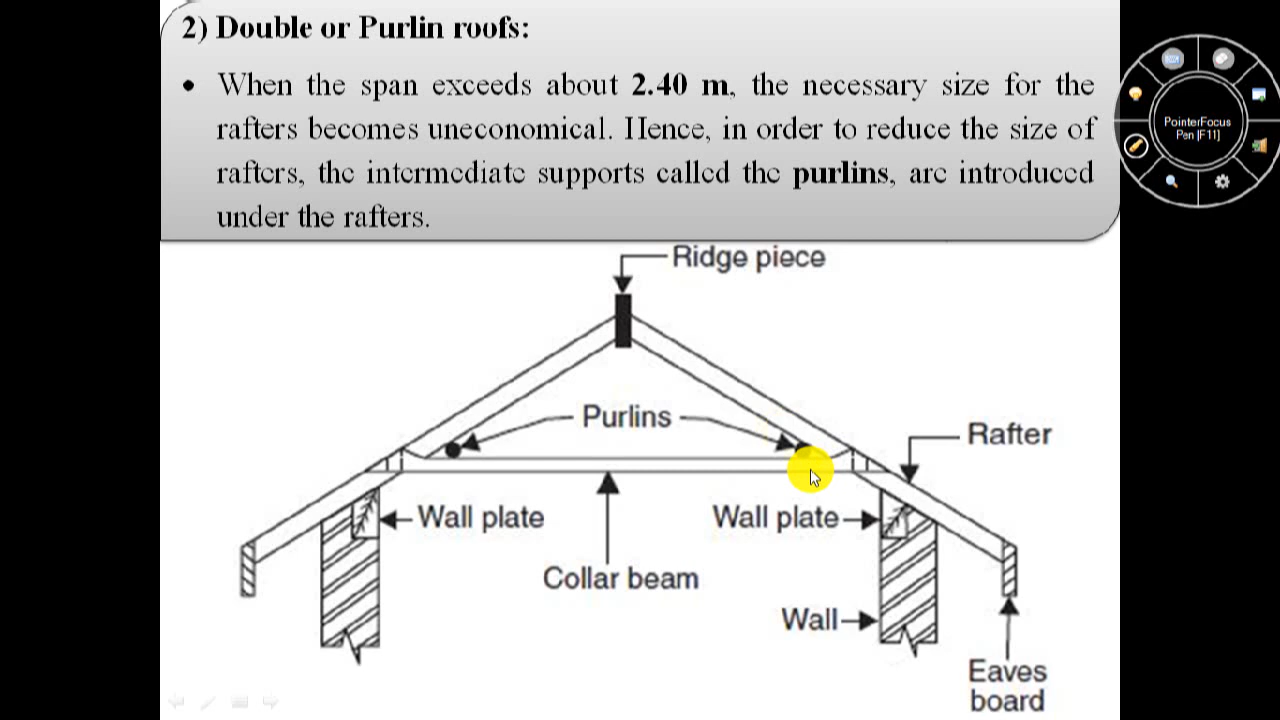 2) Double or Purlin roofs:
• When the span exceeds about 2.40 m, the necessary size for the
rafters becomes uneconomical. Hence, in order to reduce the size of
rafters, the intermediate supports called the purlins, are introduced
under the rafters.
PointerFocus
Pen [F11]
Ridge piece
Purlins
Rafter
Wall plate
Wall plate
Collar beam
Wall
Eaves
board